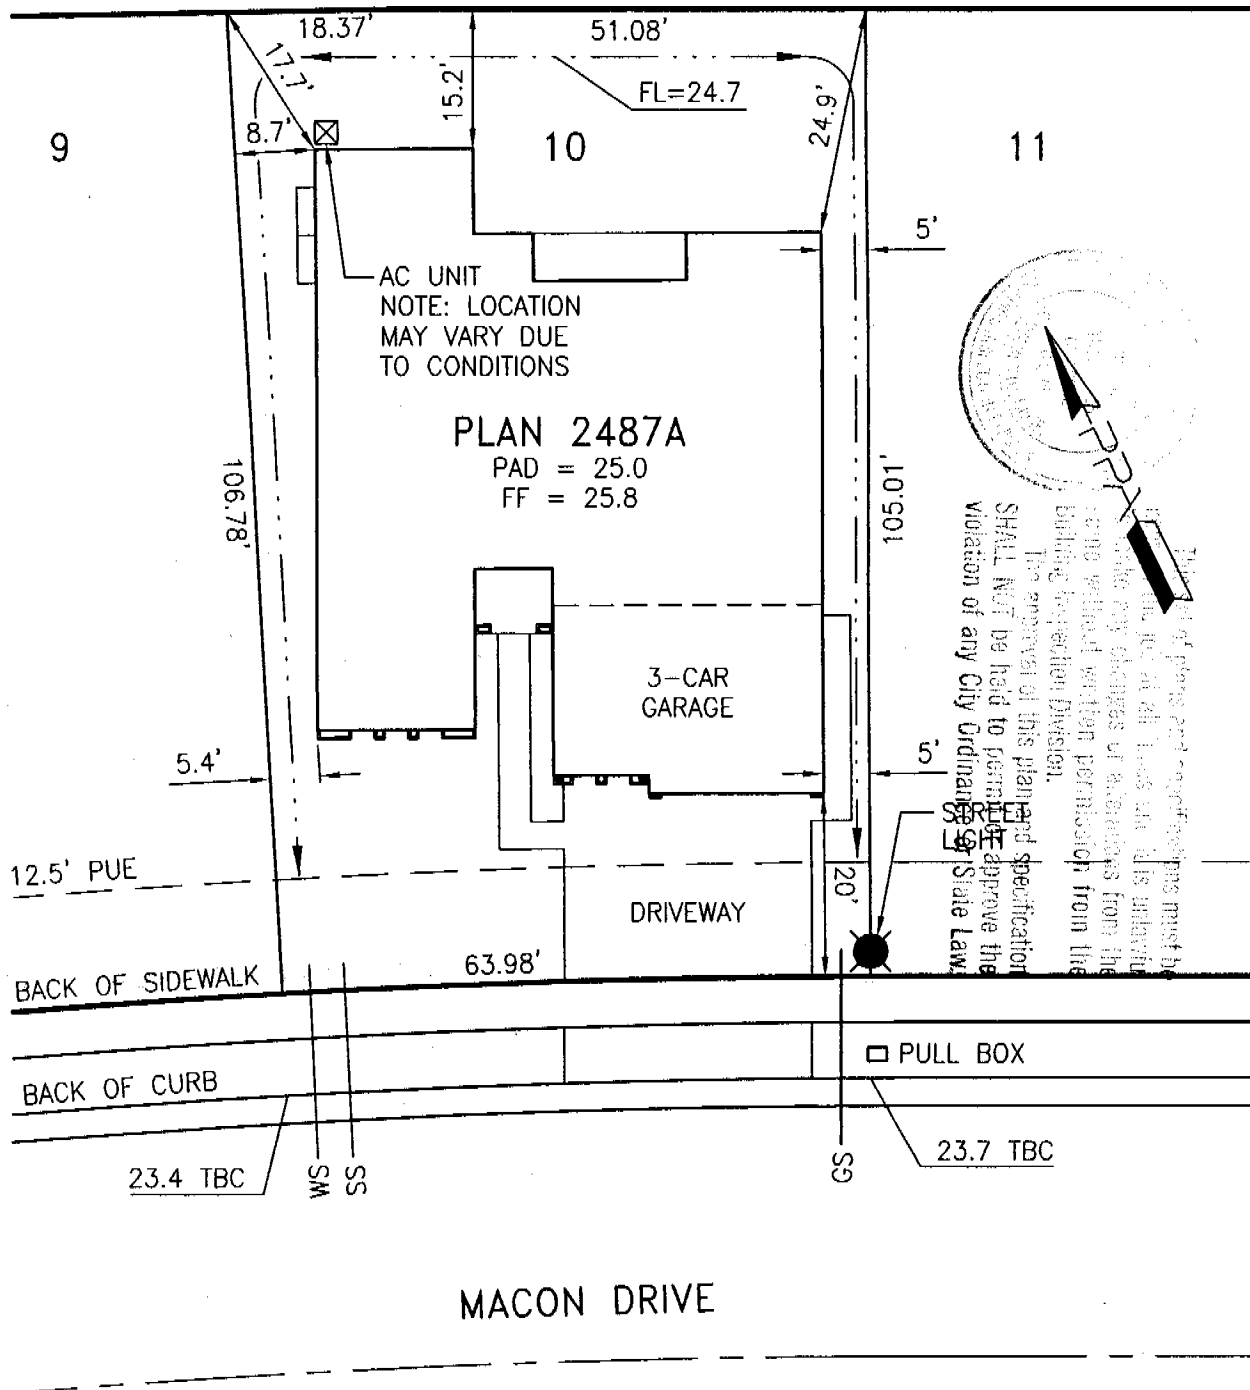 18.37'
51.08'
17.7'
15.2'
FL=24.7
24.9'
8.7'
9
10
11
5'
AC UNIT
NOTE: LOCATION
MAY VARY DUE
TO CONDITIONS
PLAN 2487A
PAD = 25.0
FF = 25.8
106.78'
105.01'
3-CAR
GARAGE
5.4'
5'
STREET
LIGHT
12.5' PUE
20'
DRIVEWAY
BACK OF SIDEWALK
63.98'
PULL BOX
BACK OF CURB
23.4 TBC
WS
SS
GS
23.7 TBC
MACON DRIVE
written permission from the
Building Inspection Division.
The approval of this plan and specification
SHALL NOT be held to permit or approve the
violation of any City Ordinance or State Law.